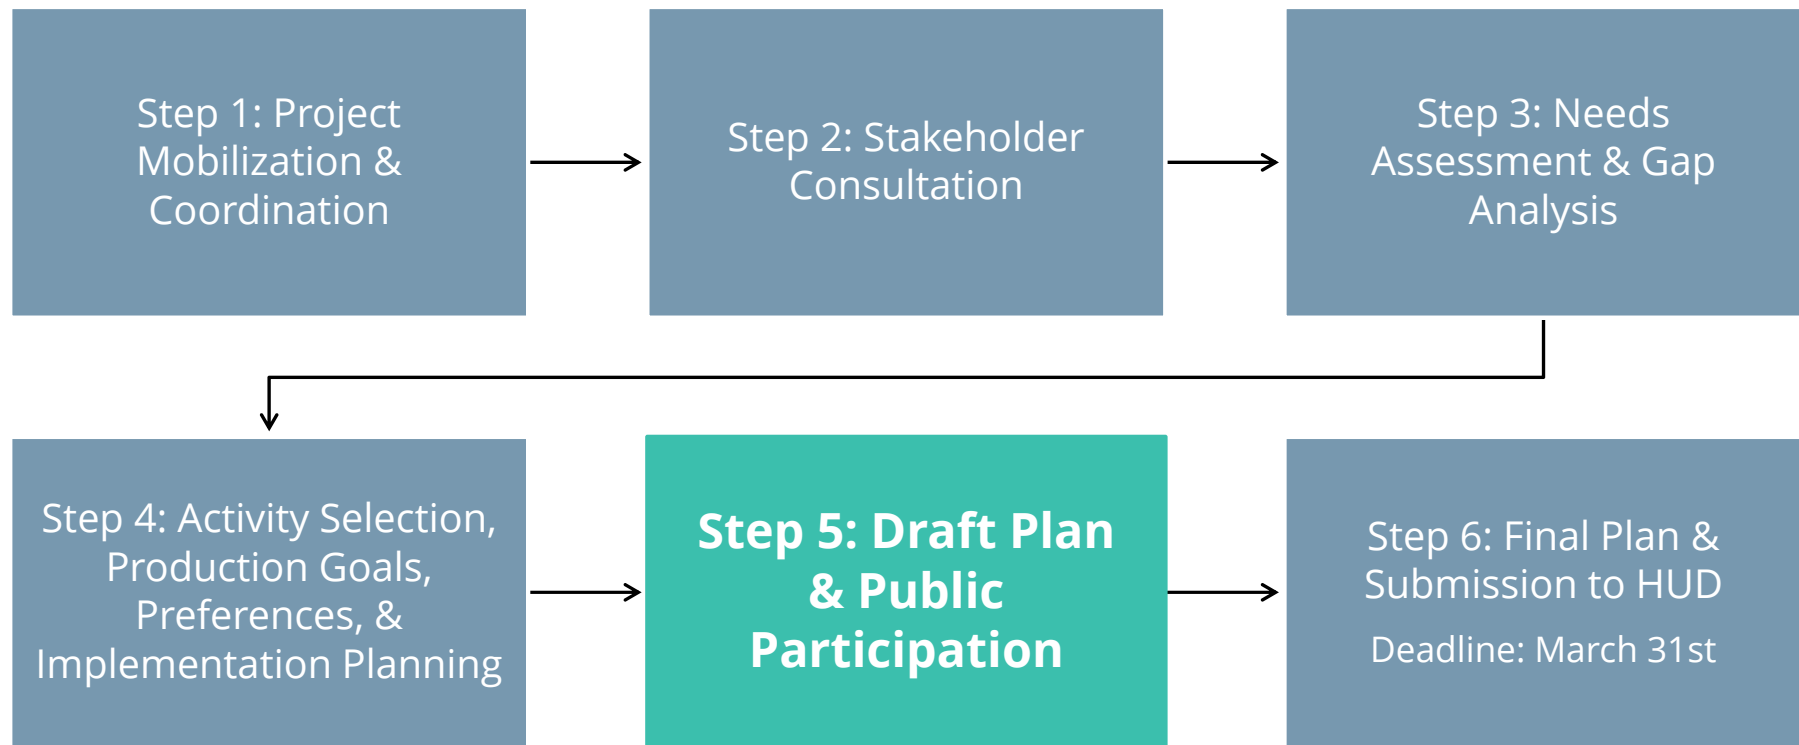 Step 1: Project
Mobilization &
Coordination
Step 2: Stakeholder
Consultation
Step 3: Needs
Assessment & Gap
Analysis
Step 4: Activity Selection,
Production Goals,
Preferences, &
Implementation Planning
Step 5: Draft Plan
& Public
Participation
Step 6: Final Plan &
Submission to HUD
Deadline: March 31st